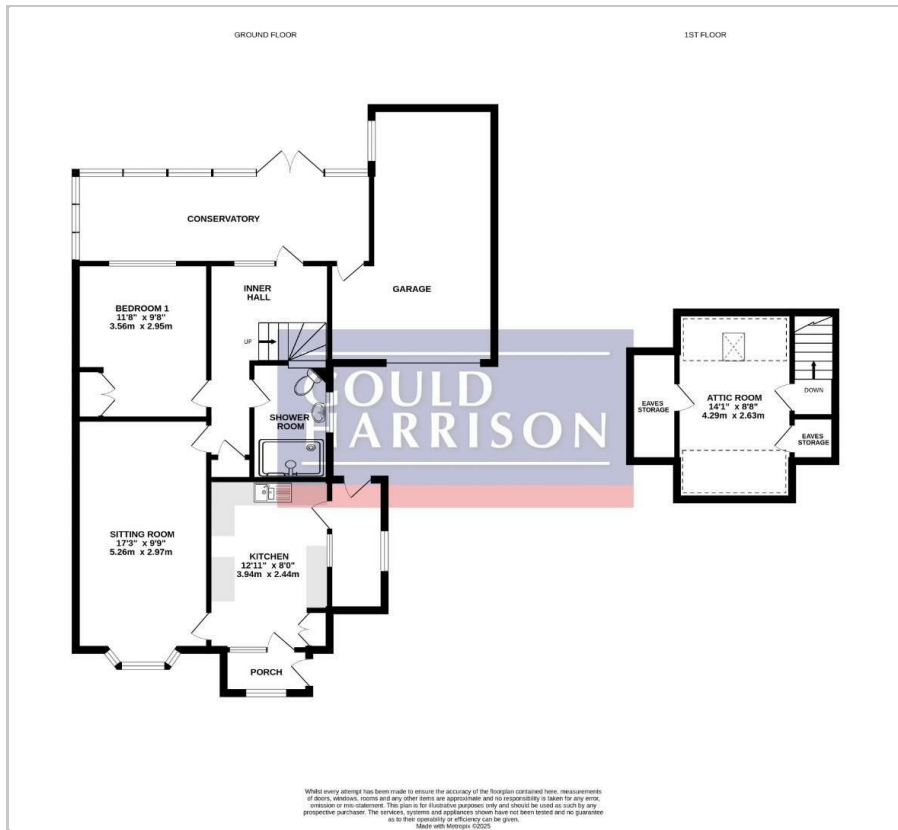 GROUND FLOOR
1ST FLOOR
CONSERVATORY
BEDROOM 1
11'8" x 9'8"
3.56m x 2.95m
INNER
HALL
GARAGE
UP
SHOWER
ROOM
GOULD
HARRISON
SITTING ROOM
17'3" x 9'9"
5.26m x 2.97m
KITCHEN
12'11" x 8'0"
3.94m x 2.44m
PORCH
EAVES
STORAGE
ATTIC ROOM
14'1" x 8'8"
4.29m x 2.63m
DOWN
EAVES
STORAGE
Whilst every attempt has been made to ensure the accuracy of the floorplan contained here, measurements
of doors, windows, rooms and any other items are approximate and no responsibility is taken for any error,
omission or mis-statement. This plan is for illustrative purposes only and should be used as such by any
prospective purchaser. The services, systems and appliances shown have not been tested and no guarantee
as to their operability or efficiency can be given.
Made with Metropix ©2025